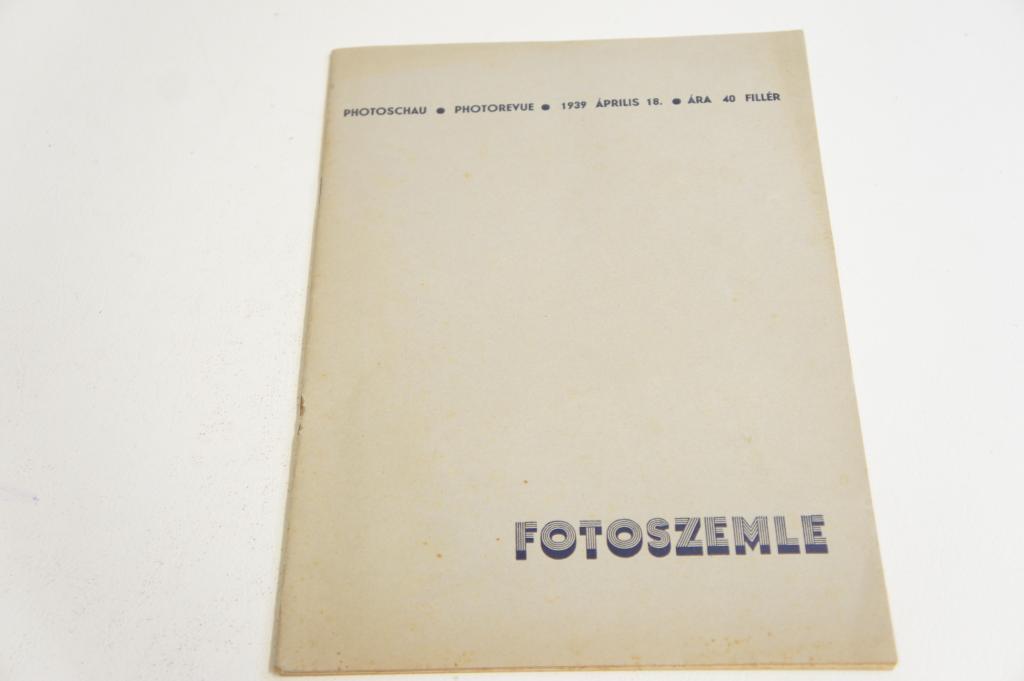 PHOTOSCHAU ● PHOTOREVUE ● 1939 ÁPRILIS 18. ● ÁRA 40 FILLÉR
FOTOSZEMLE